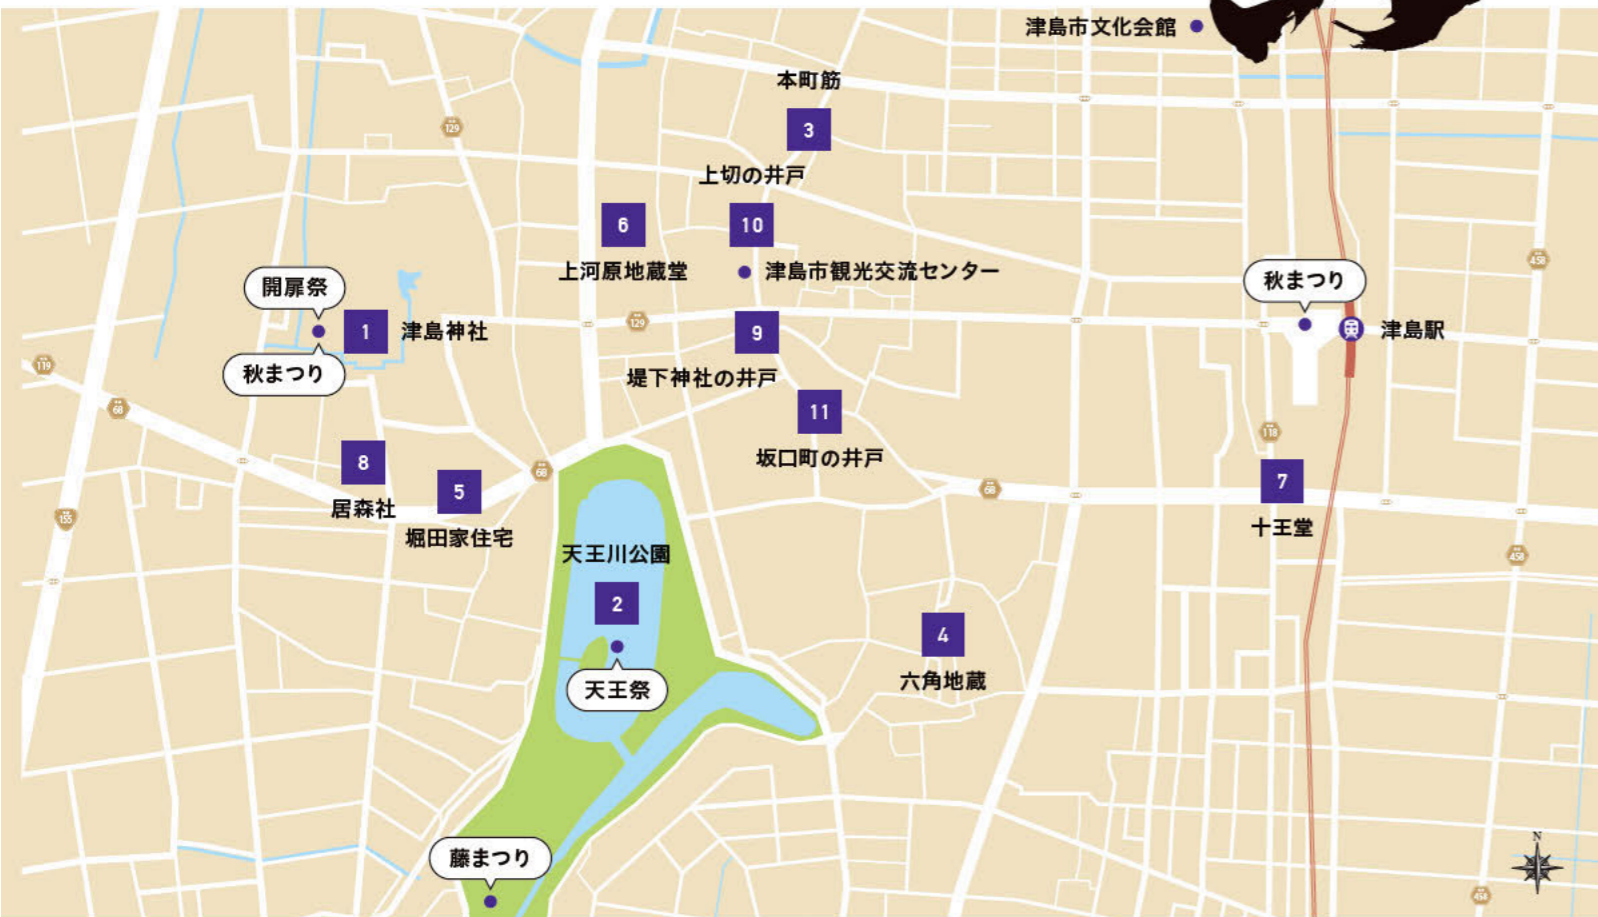 津島市文化会館
本町筋
3
129
上切の井戸
6
10
上河原地蔵堂
津島市観光交流センター
458
開扉祭
秋まつり
1
津島神社
129
9
津島駅
119
秋まつり
堤下神社の井戸
68
11
118
8
坂口町の井戸
68
5
68
7
居森社
155
堀田家住宅
十王堂
天王川公園
458
2
4
天王祭
六角地蔵
N
藤まつり
458